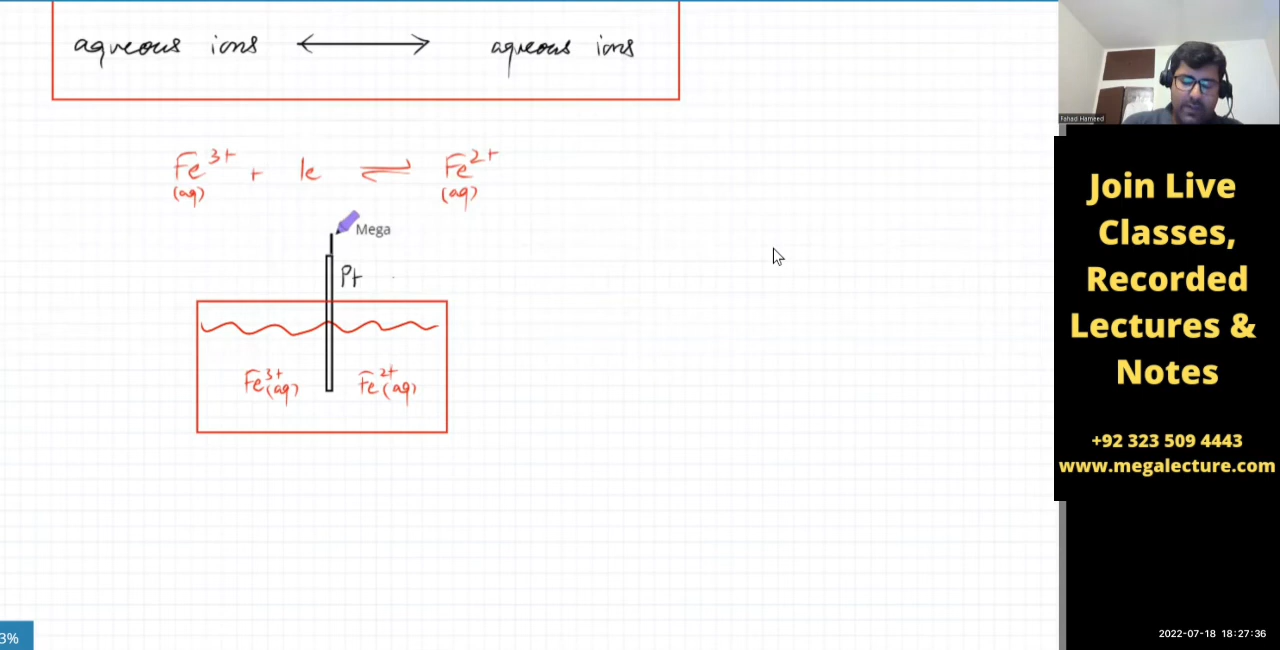 aqueous ions ⟷ aqueous ions
Fe³⁺ + 1e ⇌ Fe²⁺
(aq) (aq)
Mega
Pt
Fe³⁺(aq) Fe²⁺(aq)
3%
Fahad Hameed
Join Live
Classes,
Recorded
Lectures &
Notes
+92 323 509 4443
www.megalecture.com
2022-07-18 18:27:36